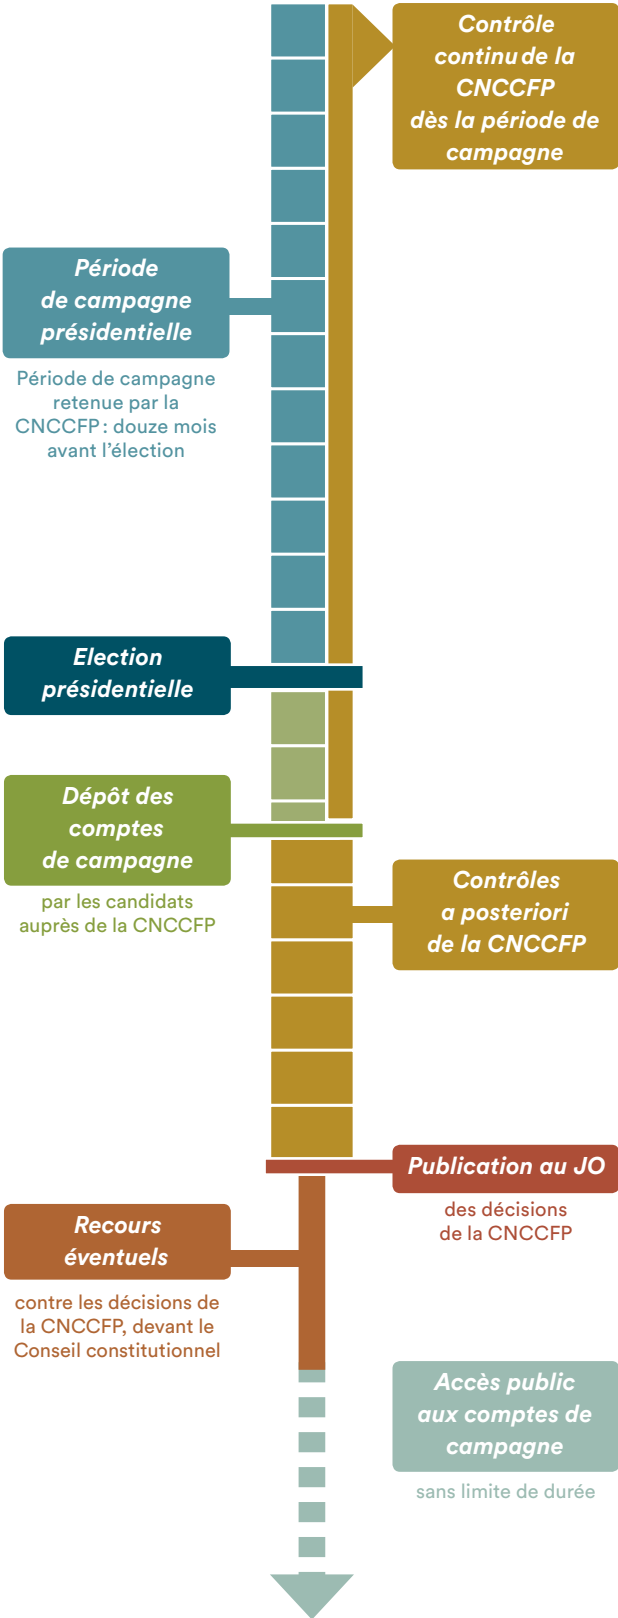 Contrôle
continu de la
CNCCFP
dès la période de
campagne
Période
de campagne
présidentielle
Période de campagne
retenue par la
CNCCFP : douze mois
avant l'élection
Election
présidentielle
Dépôt des
comptes
de campagne
par les candidats
auprès de la CNCCFP
Contrôles
a posteriori
de la CNCCFP
Publication au JO
des décisions
de la CNCCFP
Recours
éventuels
contre les décisions de
la CNCCFP, devant le
Conseil constitutionnel
Accès public
aux comptes de
campagne
sans limite de durée